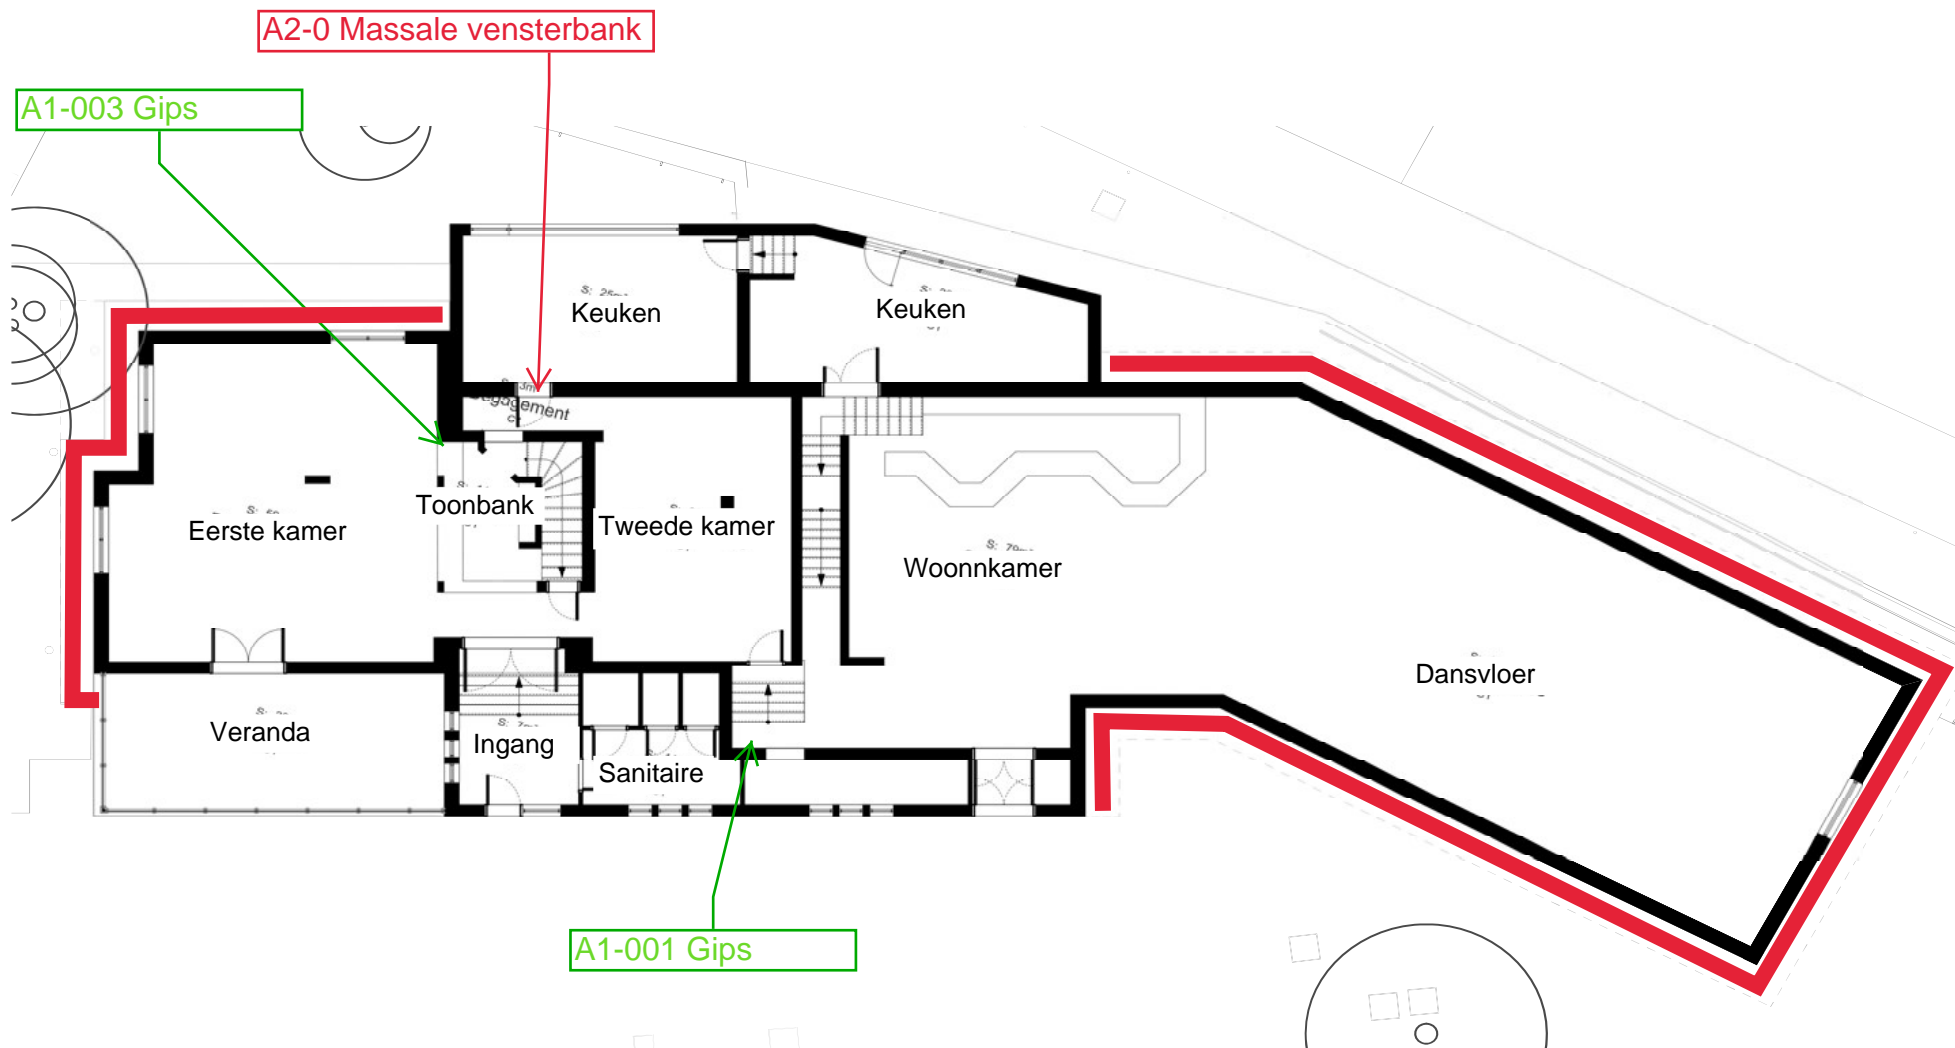 A2-0 Massale vensterbank
A1-003 Gips
Keuken
Keuken
Toonbank
Eerste kamer
Tweede kamer
Woonnkamer
Dansvloer
Veranda
Ingang
Sanitaire
A1-001 Gips